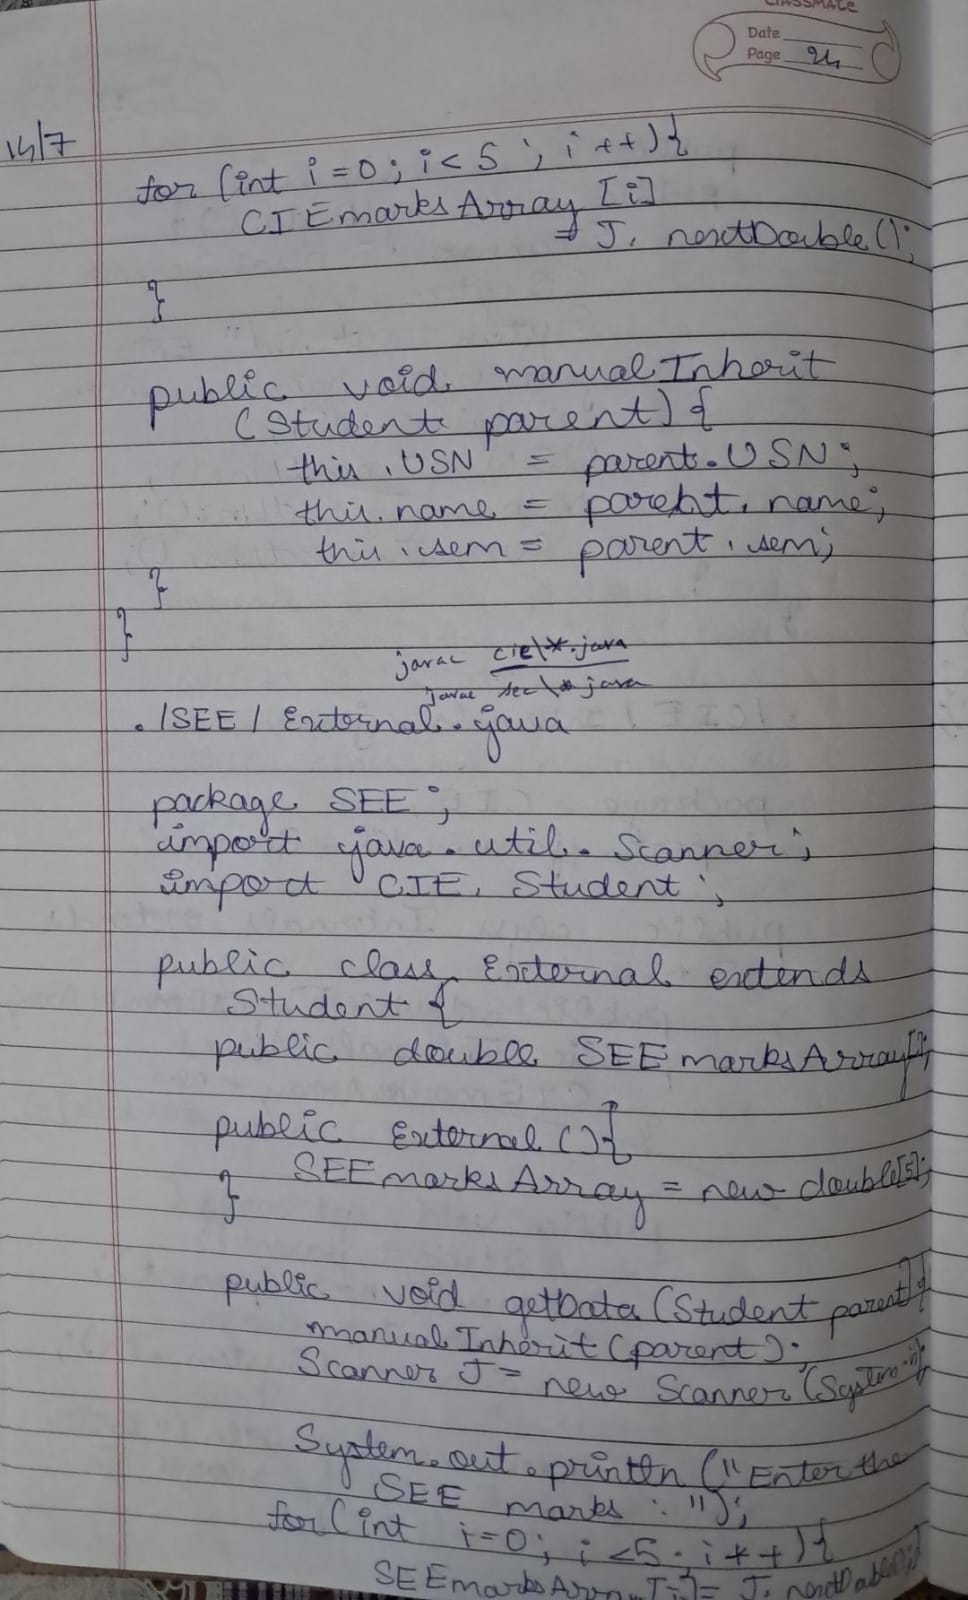 CLASSMATE
Date
Page 24
14/7
for (int i=0; i<5; i++){
CIEmarksArray [i]
= J. nextDouble();
}
public void manualInherit
(Student parent) {
this.USN = parent.USN;
this.name = parent.name;
this.sem = parent.sem;
}
}
javac cie\*.java
javac see\*.java
./SEE/External.java
package SEE;
import java.util.Scanner;
import CIE.Student;
public class External extends
Student {
public double SEEmarksArray[];
public External(){
SEEmarksArray = new double[5];
}
public void getData(Student parent){
manualInherit(parent);
Scanner J = new Scanner(System.in);
System.out.println("Enter the
SEE marks : ");
for(int i=0; i<5; i++){
SEEmarksArray[i]= J. nextDouble();